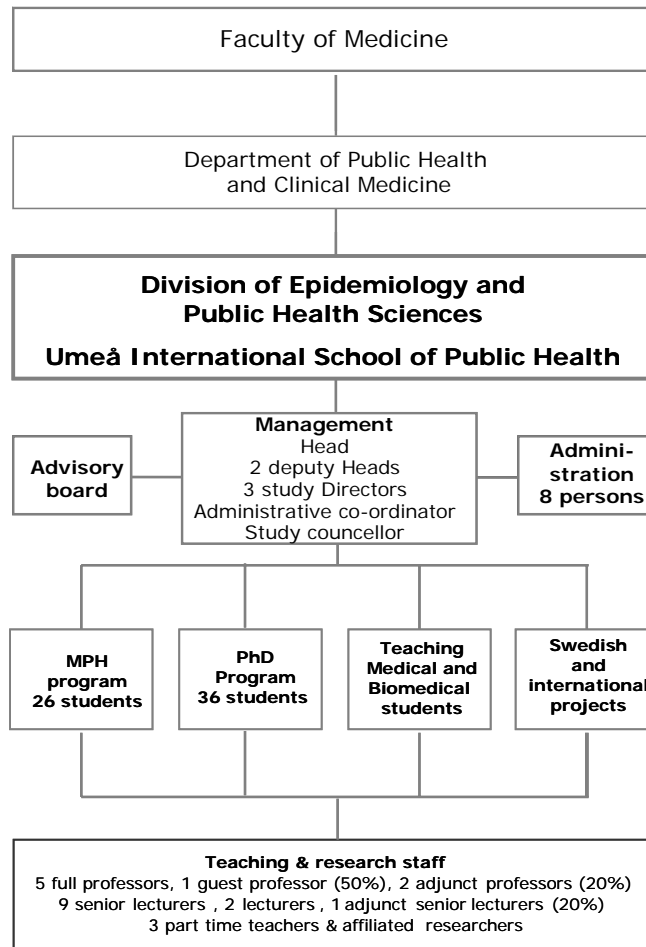 Faculty of Medicine
Department of Public Health
and Clinical Medicine
Division of Epidemiology and
Public Health Sciences
Umeå International School of Public Health
Management
Head
2 deputy Heads
3 study Directors
Administrative co-ordinator
Study councellor
Advisory
board
Admini-
stration
8 persons
MPH
program
26 students
PhD
Program
36 students
Teaching
Medical and
Biomedical
students
Swedish
and
international
projects
Teaching & research staff
5 full professors, 1 guest professor (50%), 2 adjunct professors (20%)
9 senior lecturers , 2 lecturers , 1 adjunct senior lecturers (20%)
3 part time teachers & affiliated researchers